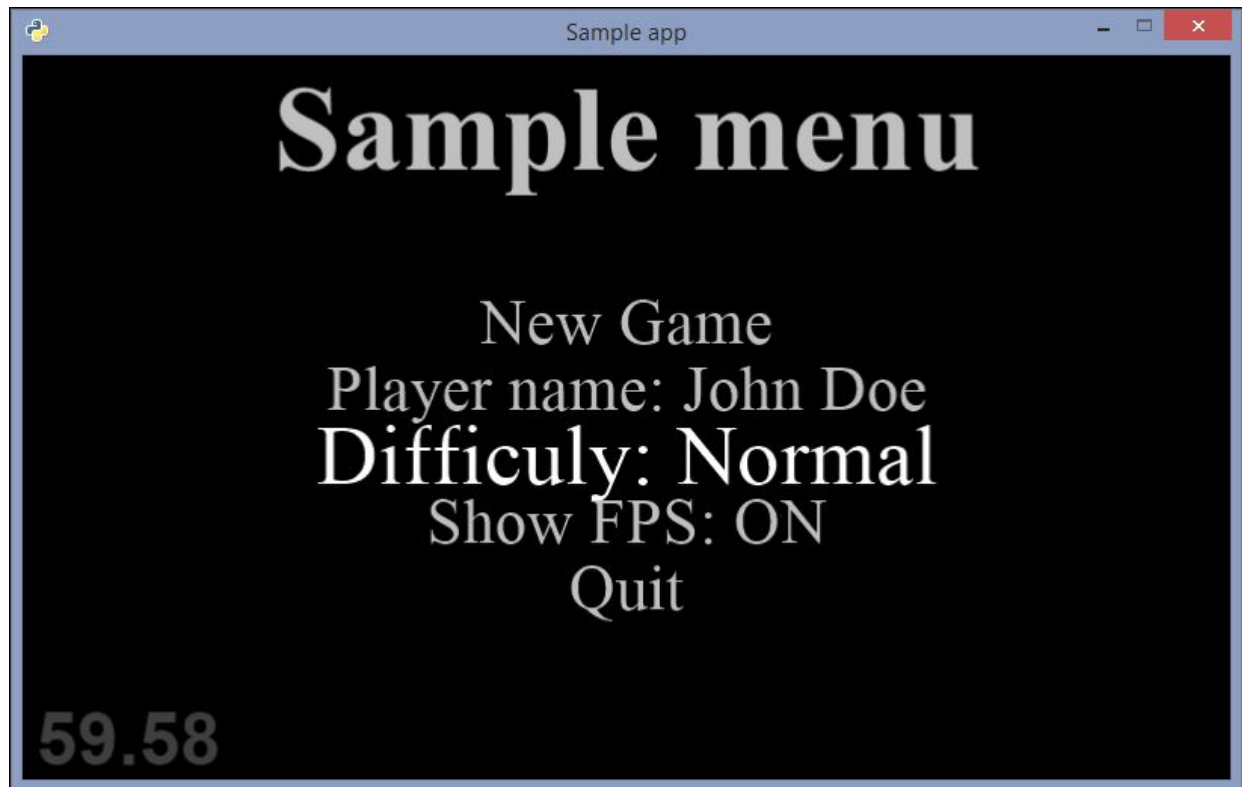 Sample app
Sample menu
New Game
Player name: John Doe
Difficuly: Normal
Show FPS: ON
Quit
59.58